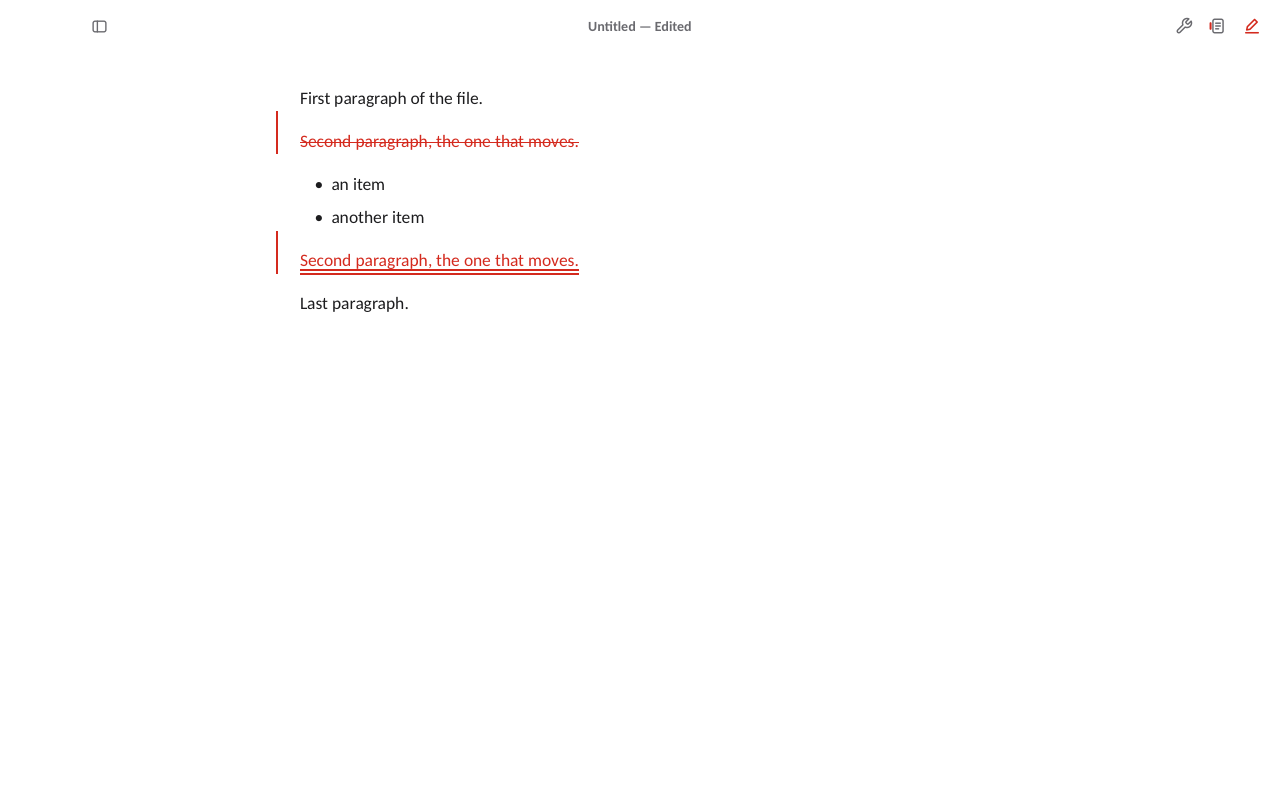 Untitled — Edited
First paragraph of the file.
Second paragraph, the one that moves.
• an item
• another item
Second paragraph, the one that moves.
Last paragraph.